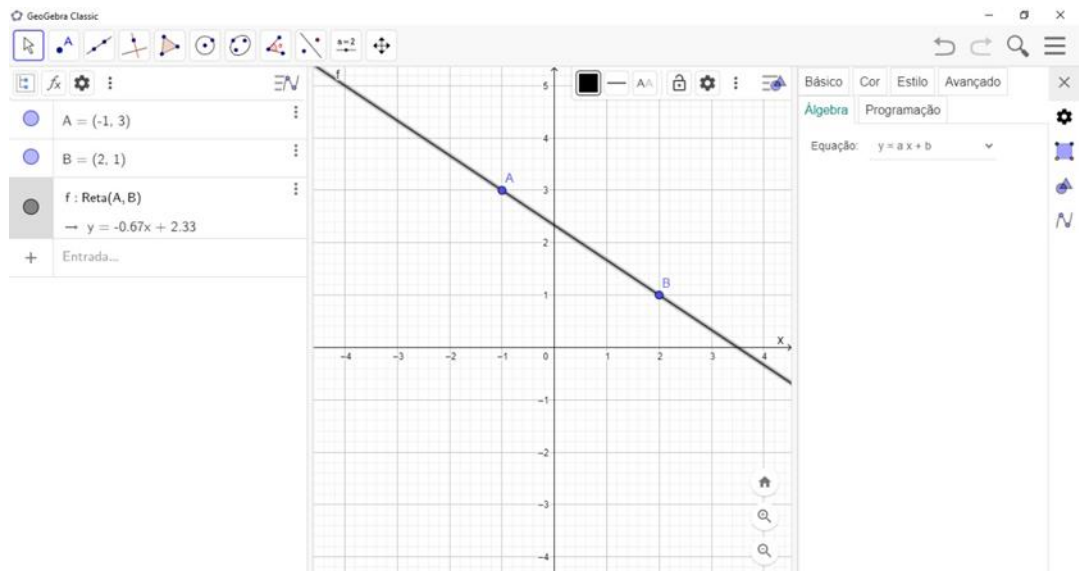 GeoGebra Classic
A
a=2
fx
A = (-1, 3)
B = (2, 1)
f : Reta(A, B)
→ y = -0.67x + 2.33
+ Entrada...
f
AA
5
4
A
3
2
B
1
x
-4 -3 -2 -1 0 1 2 3 4
-1
-2
-3
-4
Básico Cor Estilo Avançado
Álgebra Programação
Equação: y = a x + b